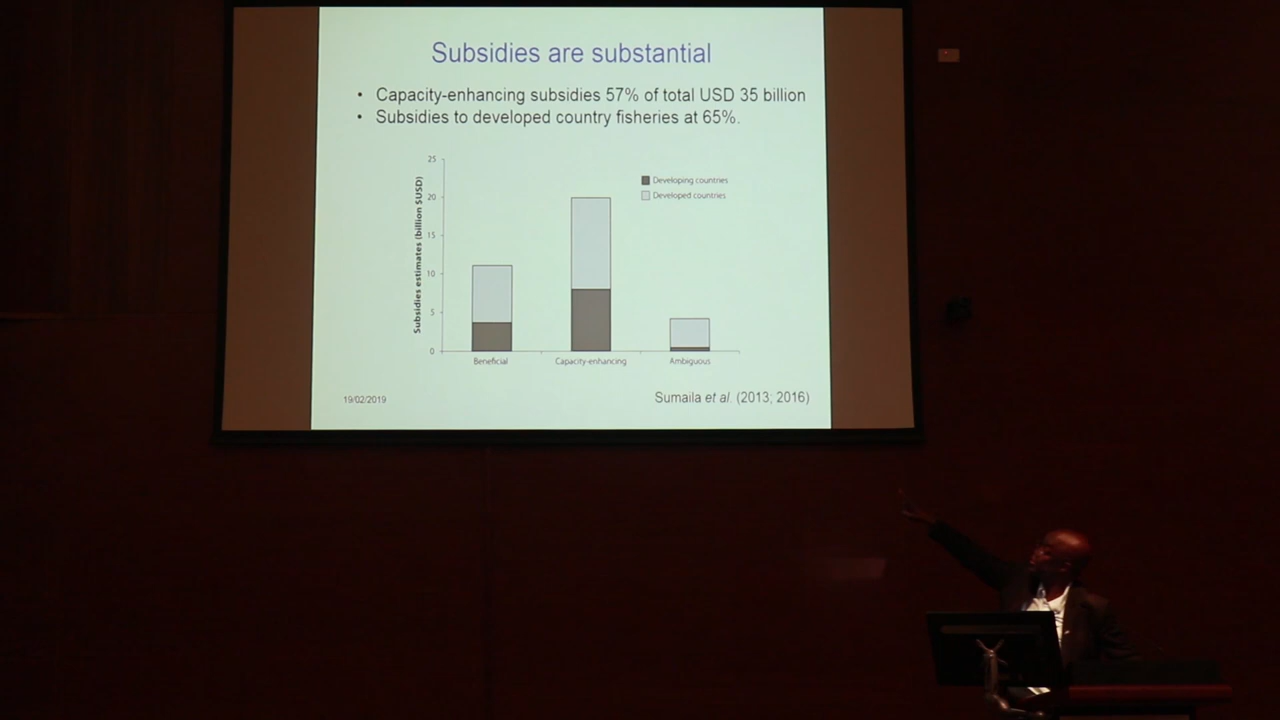 Subsidies are substantial
• Capacity-enhancing subsidies 57% of total USD 35 billion
• Subsidies to developed country fisheries at 65%.
Subsidies estimates (billion $USD)
25
20
15
10
5
0
Developing countries
Developed countries
Beneficial
Capacity-enhancing
Ambiguous
19/02/2019
Sumaila et al. (2013; 2016)